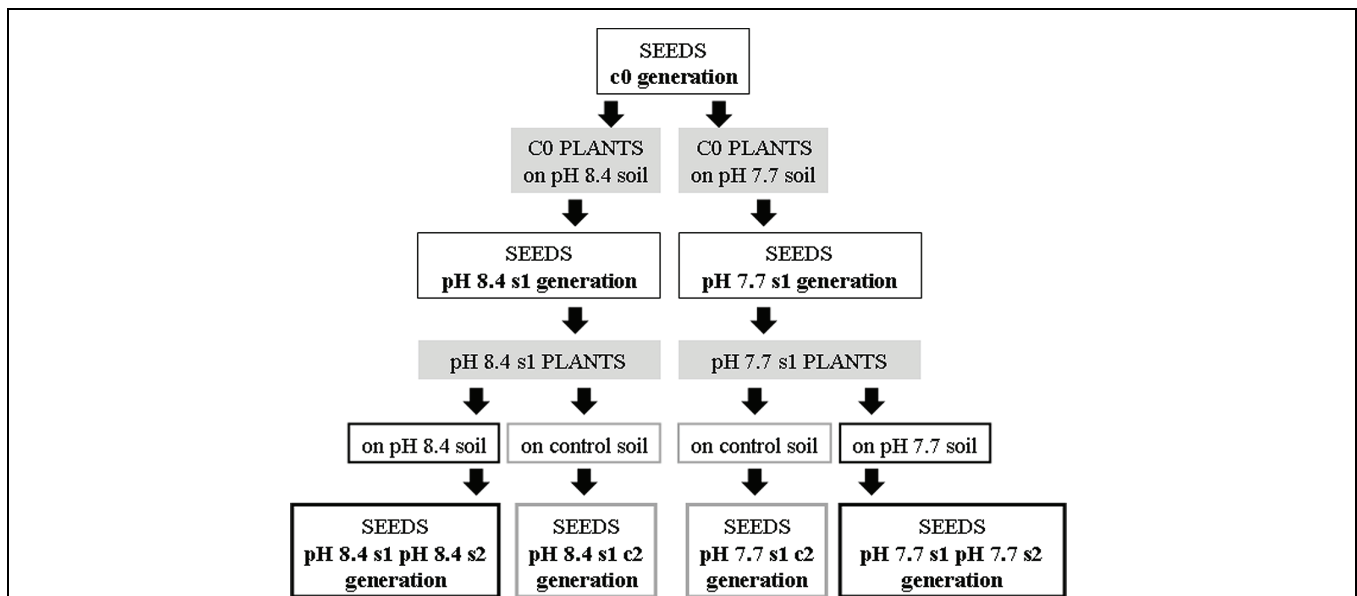 SEEDS
c0 generation
C0 PLANTS
on pH 8.4 soil
C0 PLANTS
on pH 7.7 soil
SEEDS
pH 8.4 s1 generation
SEEDS
pH 7.7 s1 generation
pH 8.4 s1 PLANTS
pH 7.7 s1 PLANTS
on pH 8.4 soil
on control soil
on control soil
on pH 7.7 soil
SEEDS
pH 8.4 s1 pH 8.4 s2
generation
SEEDS
pH 8.4 s1 c2
generation
SEEDS
pH 7.7 s1 c2
generation
SEEDS
pH 7.7 s1 pH 7.7 s2
generation